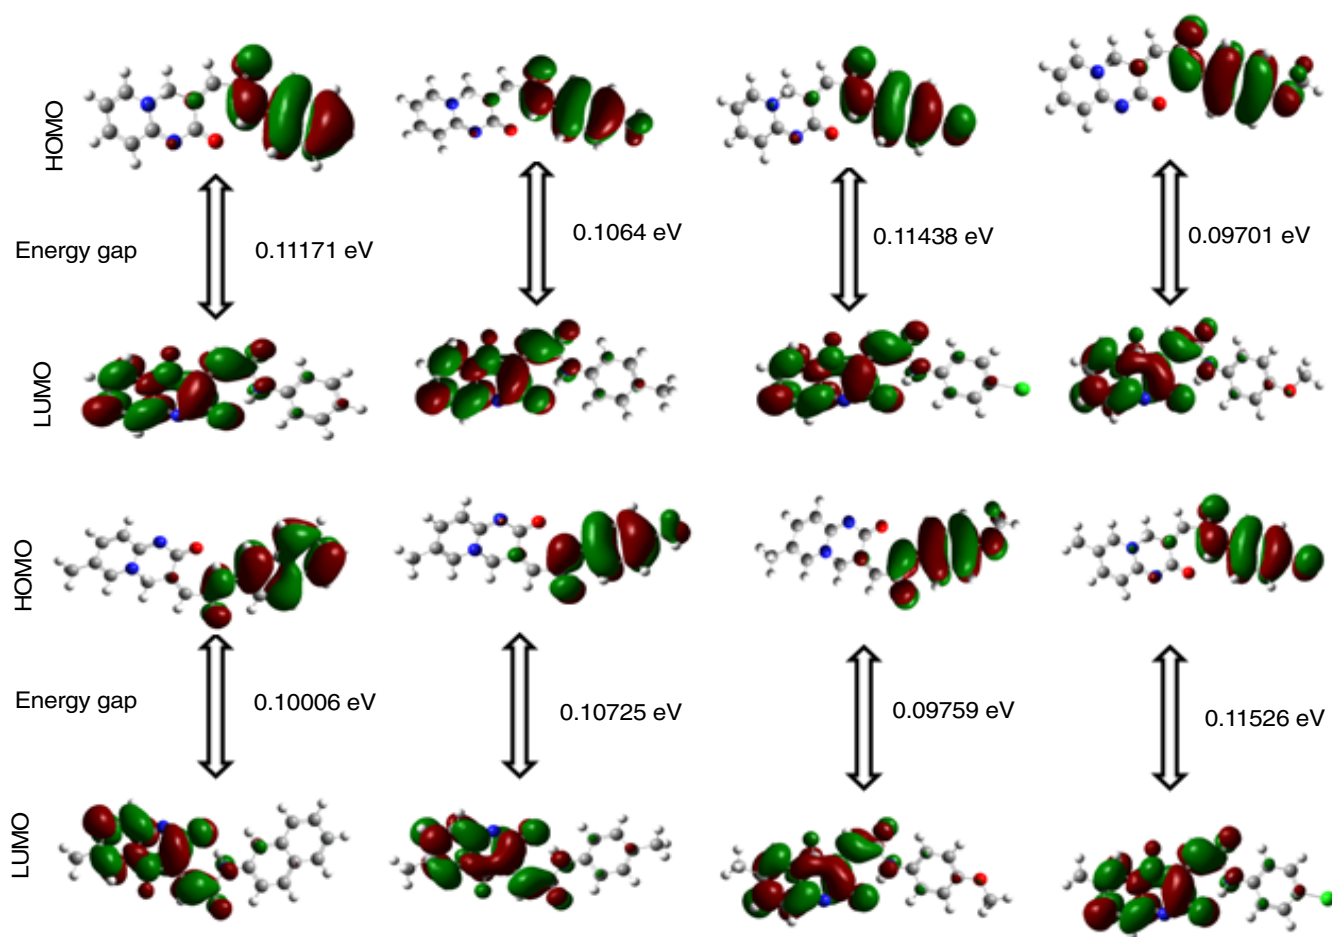 HOMO
Energy gap
0.11171 eV
0.1064 eV
0.11438 eV
0.09701 eV
LUMO
HOMO
Energy gap
0.10006 eV
0.10725 eV
0.09759 eV
0.11526 eV
LUMO